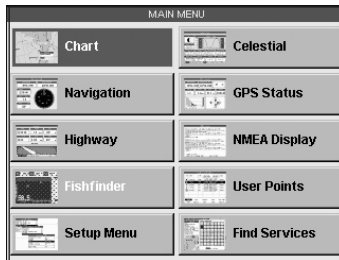 MAIN MENU
Chart
Celestial
Navigation
GPS Status
Highway
NMEA Display
Fishfinder
User Points
Setup Menu
Find Services